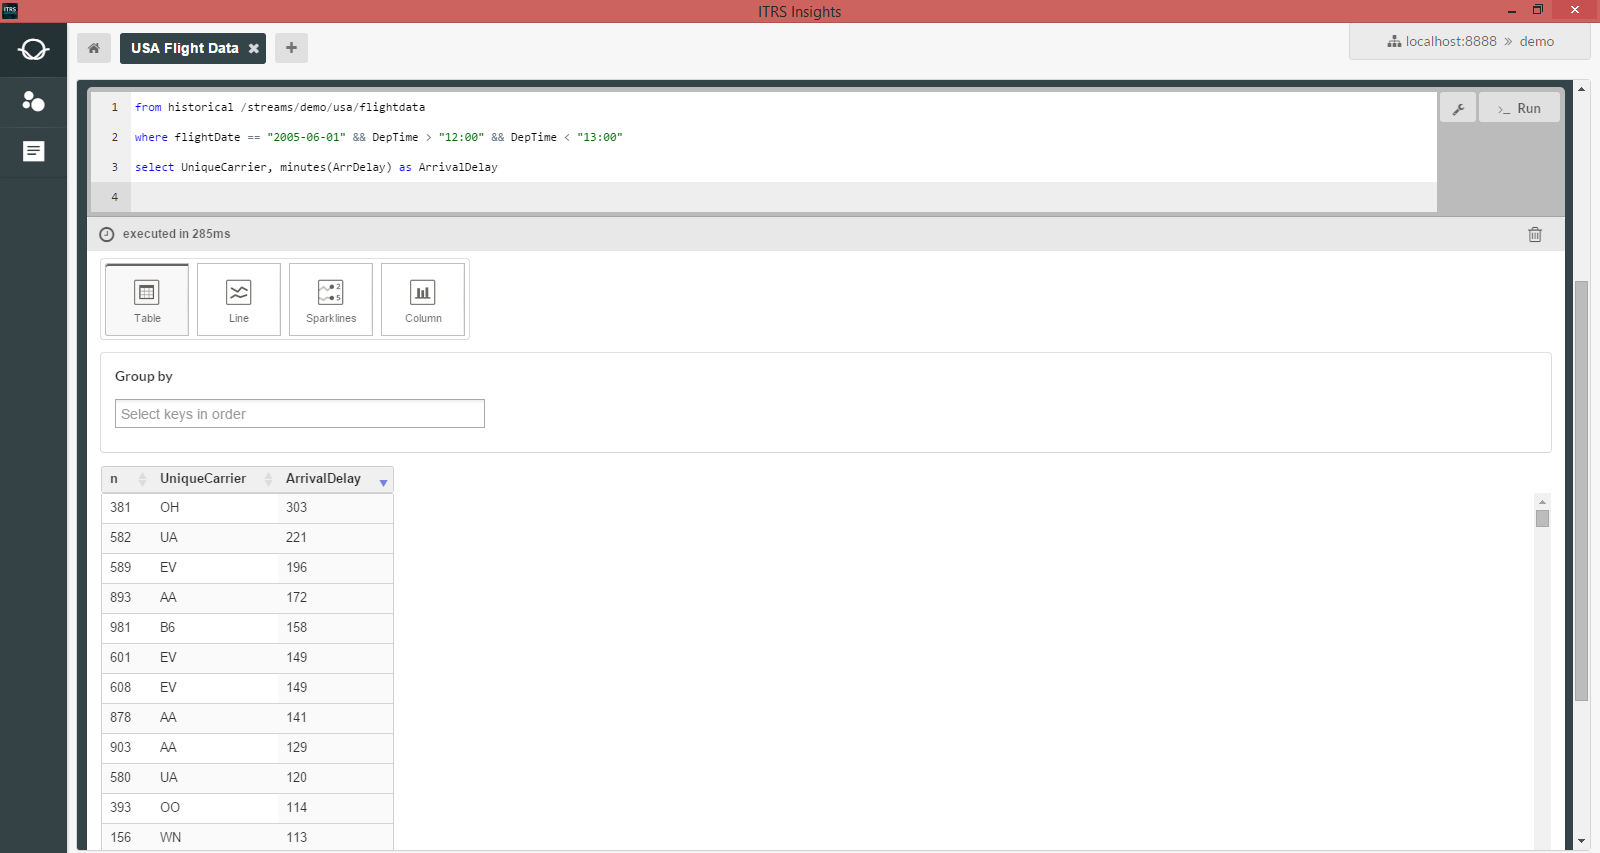 ITRS
ITRS Insights
USA Flight Data
localhost:8888 » demo
1 from historical /streams/demo/usa/flightdata
2 where flightDate == "2005-06-01" && DepTime > "12:00" && DepTime < "13:00"
3 select UniqueCarrier, minutes(ArrDelay) as ArrivalDelay
4
>_ Run
executed in 285ms
2
5
Table Line Sparklines Column
Group by
Select keys in order
n UniqueCarrier ArrivalDelay
381 OH 303
582 UA 221
589 EV 196
893 AA 172
981 B6 158
601 EV 149
608 EV 149
878 AA 141
903 AA 129
580 UA 120
393 OO 114
156 WN 113